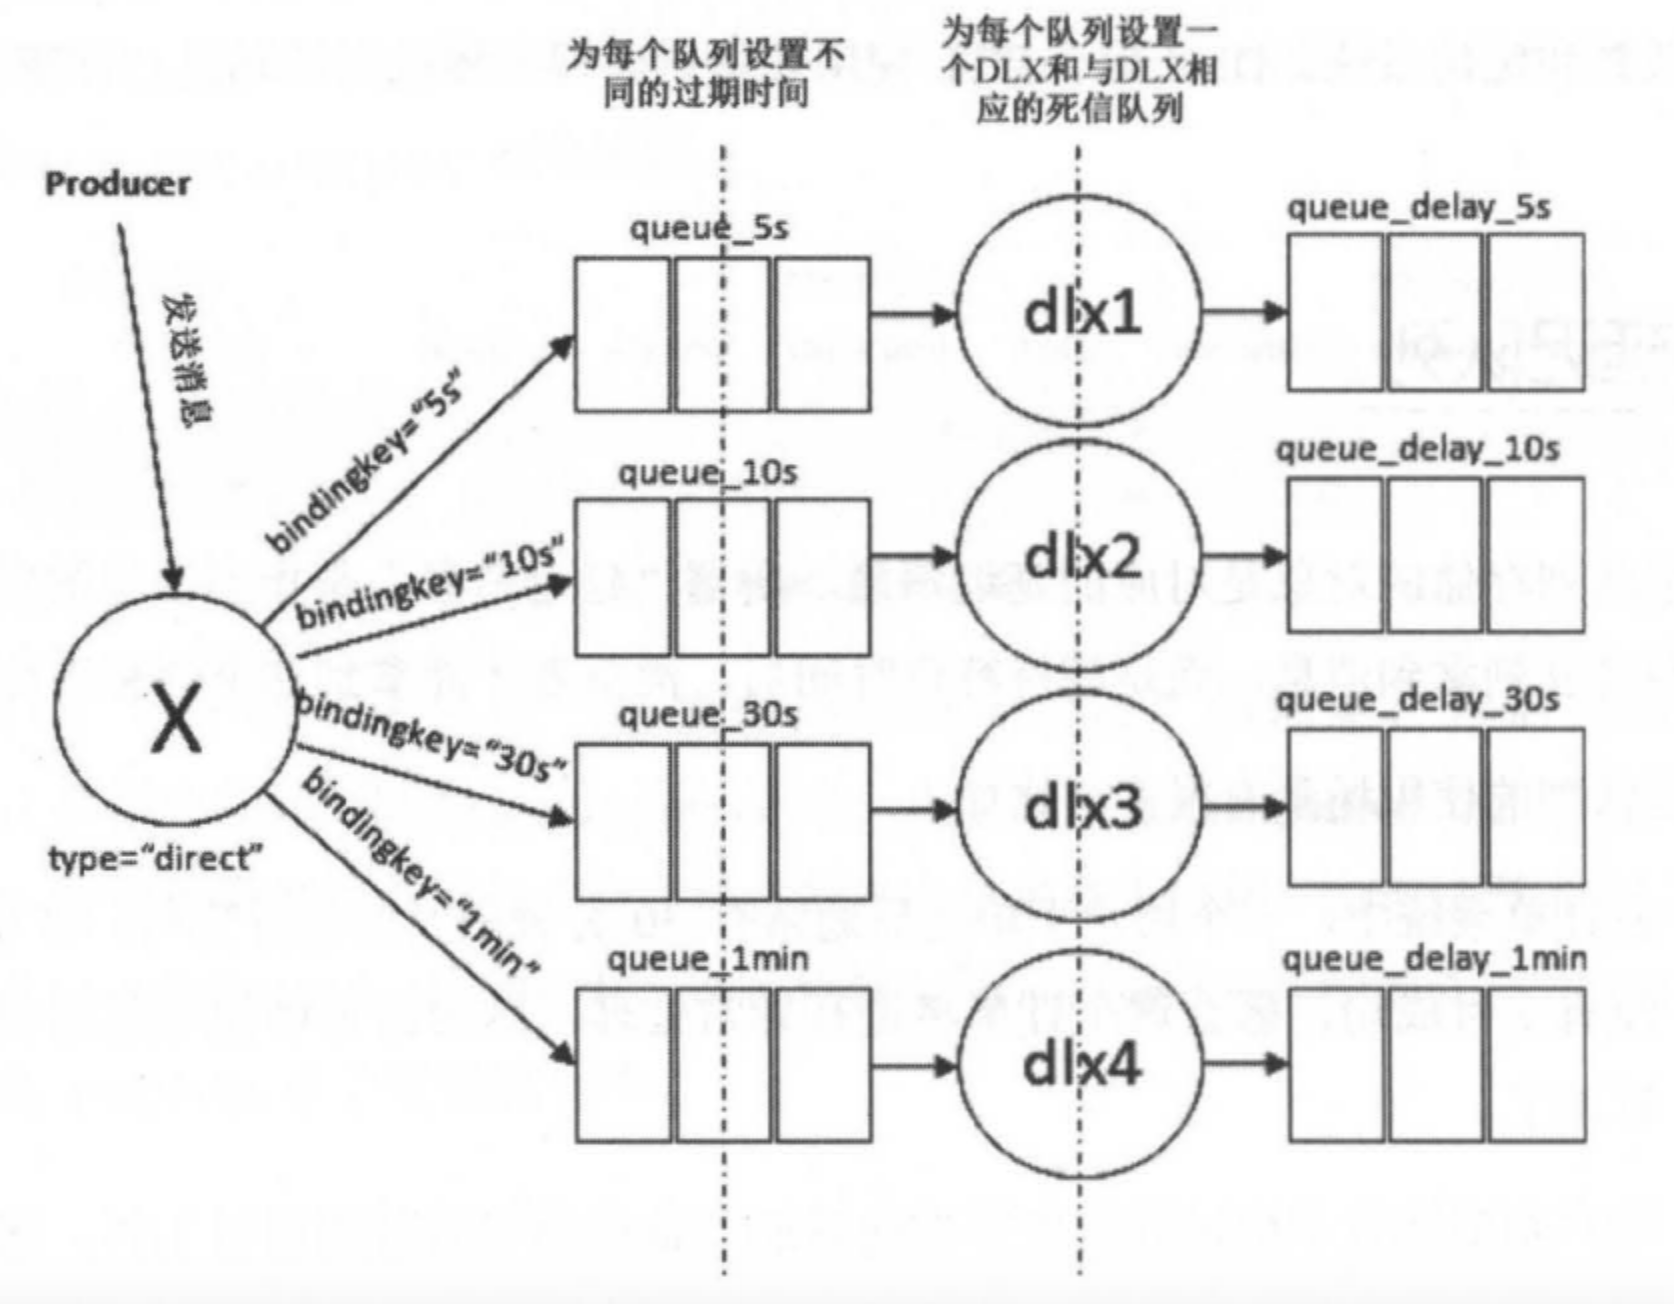 为每个队列设置不
同的过期时间
为每个队列设置一
个DLX和与DLX相
应的死信队列
Producer
发送消息
X
type=“direct”
bindingkey=“5s”
bindingkey=“10s”
bindingkey=“30s”
bindingkey=“1min”
queue_5s
dlx1
queue_delay_5s
queue_10s
dlx2
queue_delay_10s
queue_30s
dlx3
queue_delay_30s
queue_1min
dlx4
queue_delay_1min